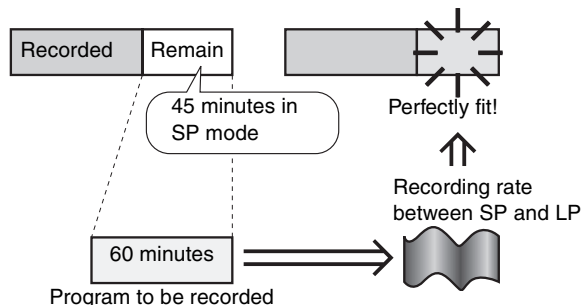 Recorded
Remain
45 minutes in
SP mode
Perfectly fit!
Recording rate
between SP and LP
60 minutes
Program to be recorded